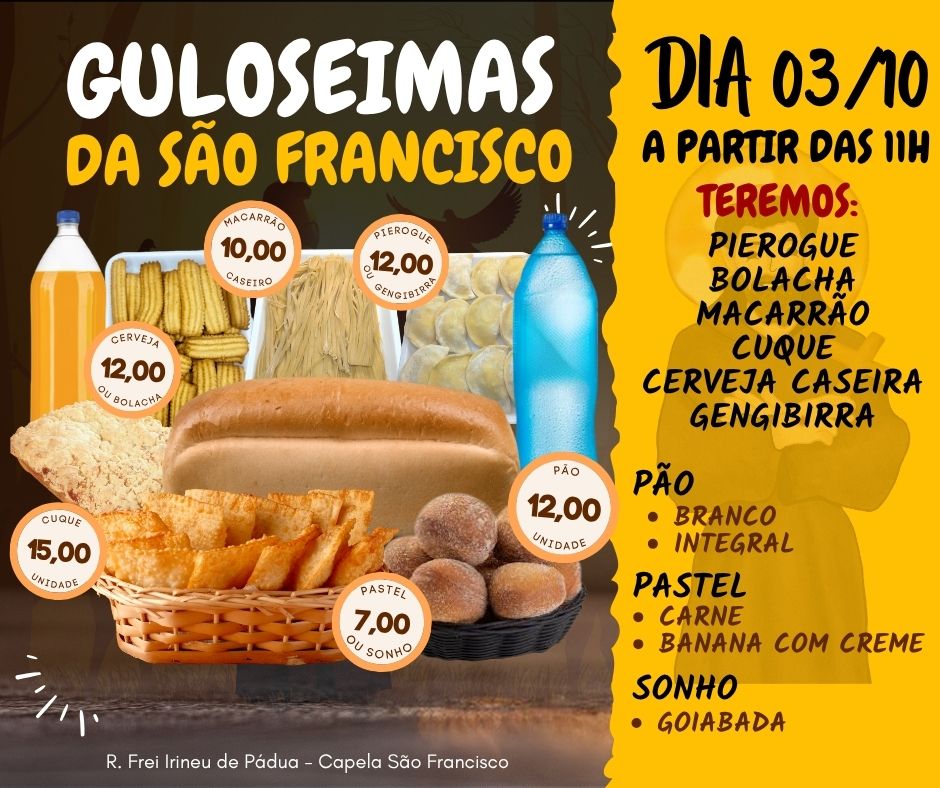 GULOSEIMAS
DA SÃO FRANCISCO
MACARRÃO
10,00
CASEIRO
PIEROGUE
12,00
OU GENGIBIRRA
CERVEJA
12,00
OU BOLACHA
PÃO
12,00
UNIDADE
CUQUE
15,00
UNIDADE
PASTEL
7,00
OU SONHO
R. Frei Irineu de Pádua - Capela São Francisco
DIA 03/10
A PARTIR DAS 11H
TEREMOS:
PIEROGUE
BOLACHA
MACARRÃO
CUQUE
CERVEJA CASEIRA
GENGIBIRRA
PÃO
• BRANCO
• INTEGRAL
PASTEL
• CARNE
• BANANA COM CREME
SONHO
• GOIABADA